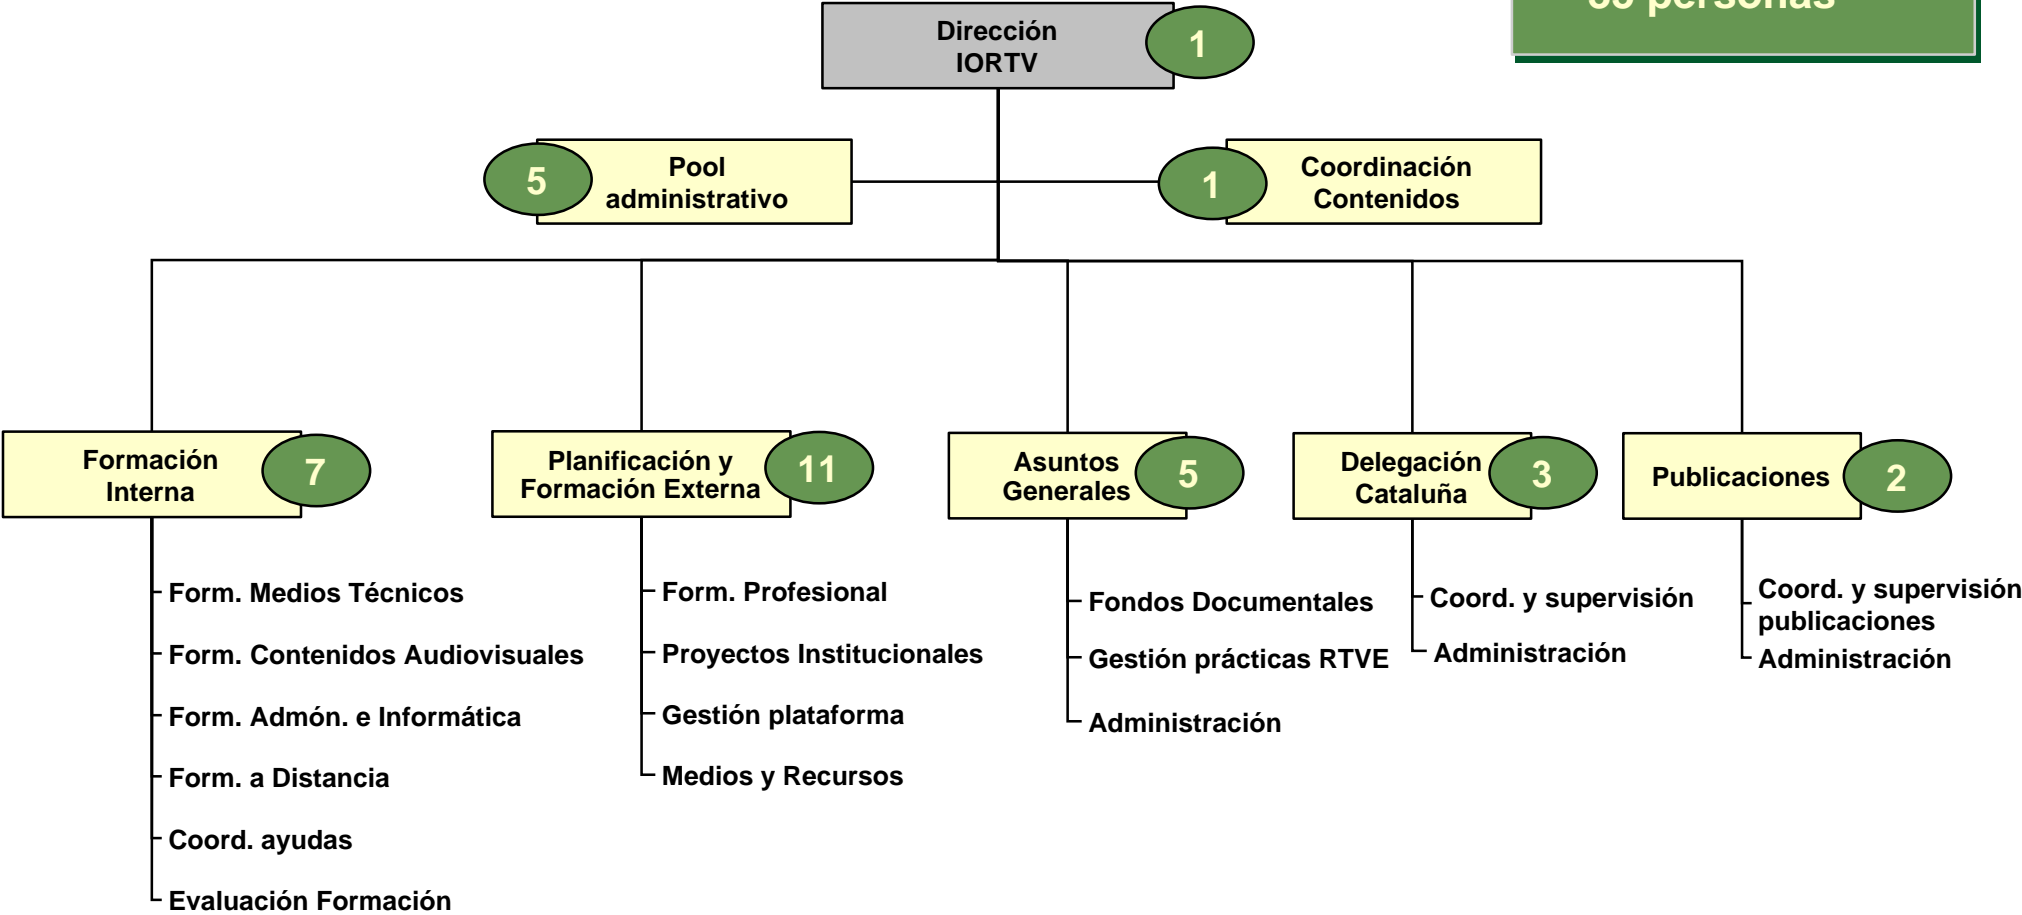 personas
Dirección
IORTV
1
5
Pool
administrativo
1
Coordinación
Contenidos
Formación
Interna
7
Planificación y
Formación Externa
11
Asuntos
Generales
5
Delegación
Cataluña
3
Publicaciones
2
Form. Medios Técnicos
Form. Contenidos Audiovisuales
Form. Admón. e Informática
Form. a Distancia
Coord. ayudas
Evaluación Formación
Form. Profesional
Proyectos Institucionales
Gestión plataforma
Medios y Recursos
Fondos Documentales
Gestión prácticas RTVE
Administración
Coord. y supervisión
Administración
Coord. y supervisión
publicaciones
Administración